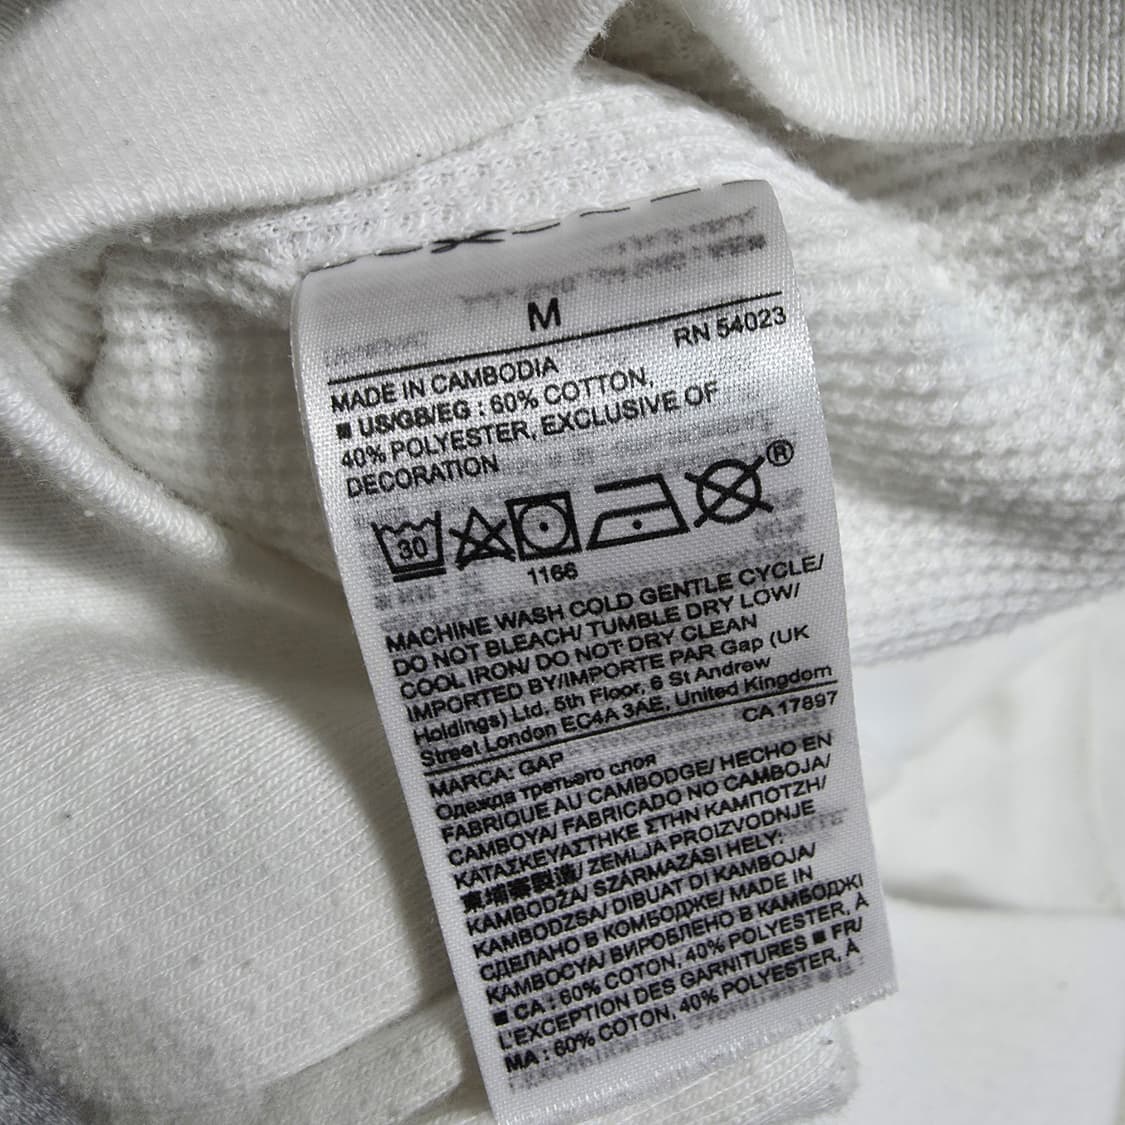 M
RN 54023
MADE IN CAMBODIA
■ US/GB/EG : 60% COTTON,
40% POLYESTER, EXCLUSIVE OF
DECORATION
30
®
1166
MACHINE WASH COLD GENTLE CYCLE/
DO NOT BLEACH/ TUMBLE DRY LOW/
COOL IRON/ DO NOT DRY CLEAN
IMPORTED BY/IMPORTE PAR Gap (UK
Holdings) Ltd, 5th Floor, 6 St Andrew
Street London EC4A 3AE, United Kingdom
CA 17897
MARCA: GAP
Одежда третьего слоя
FABRIQUE AU CAMBODGE/ HECHO EN
CAMBOYA/ FABRICADO NO CAMBOJA/
ΚΑΤΑΣΚΕΥΑΣΤΗΚΕ ΣΤΗΝ ΚΑΜΠΟΤΖΗ/
柬埔寨製造/ ZEMLJA PROIZVODNJE
KAMBODŽA/ SZÁRMAZÁSI HELY:
KAMBODZSA/ DIBUAT DI KAMBOJA/
СДЕЛАНО В КОМБОДЖЕ/ MADE IN
KAMBOCYA/ ВИРОБЛЕНО В КАМБОДЖІ
■ CA : 60% COTON, 40% POLYESTER, À
L'EXCEPTION DES GARNITURES ■ FR/
MA : 60% COTON, 40% POLYESTER, À